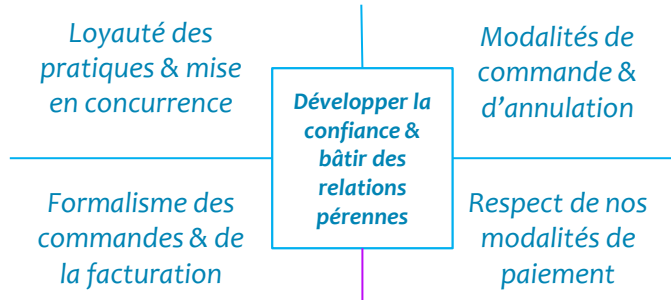 Loyauté des
pratiques & mise
en concurrence
Modalités de
commande &
d'annulation
Développer la
confiance &
bâtir des
relations
pérennes
Formalisme des
commandes & de
la facturation
Respect de nos
modalités de
paiement